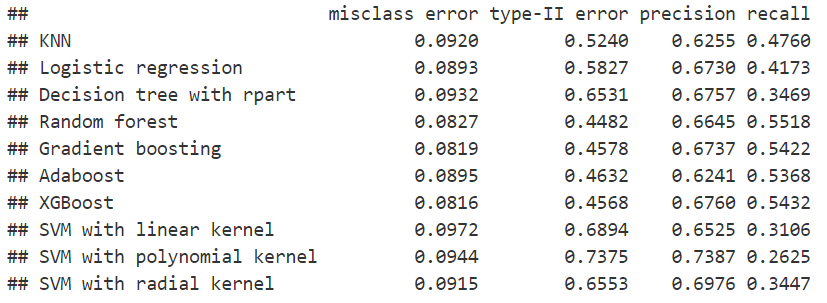 ##                           misclass error type-II error precision recall
## KNN                               0.0920        0.5240    0.6255 0.4760
## Logistic regression               0.0893        0.5827    0.6730 0.4173
## Decision tree with rpart          0.0932        0.6531    0.6757 0.3469
## Random forest                     0.0827        0.4482    0.6645 0.5518
## Gradient boosting                 0.0819        0.4578    0.6737 0.5422
## Adaboost                          0.0895        0.4632    0.6241 0.5368
## XGBoost                           0.0816        0.4568    0.6760 0.5432
## SVM with linear kernel            0.0972        0.6894    0.6525 0.3106
## SVM with polynomial kernel        0.0944        0.7375    0.7387 0.2625
## SVM with radial kernel            0.0915        0.6553    0.6976 0.3447